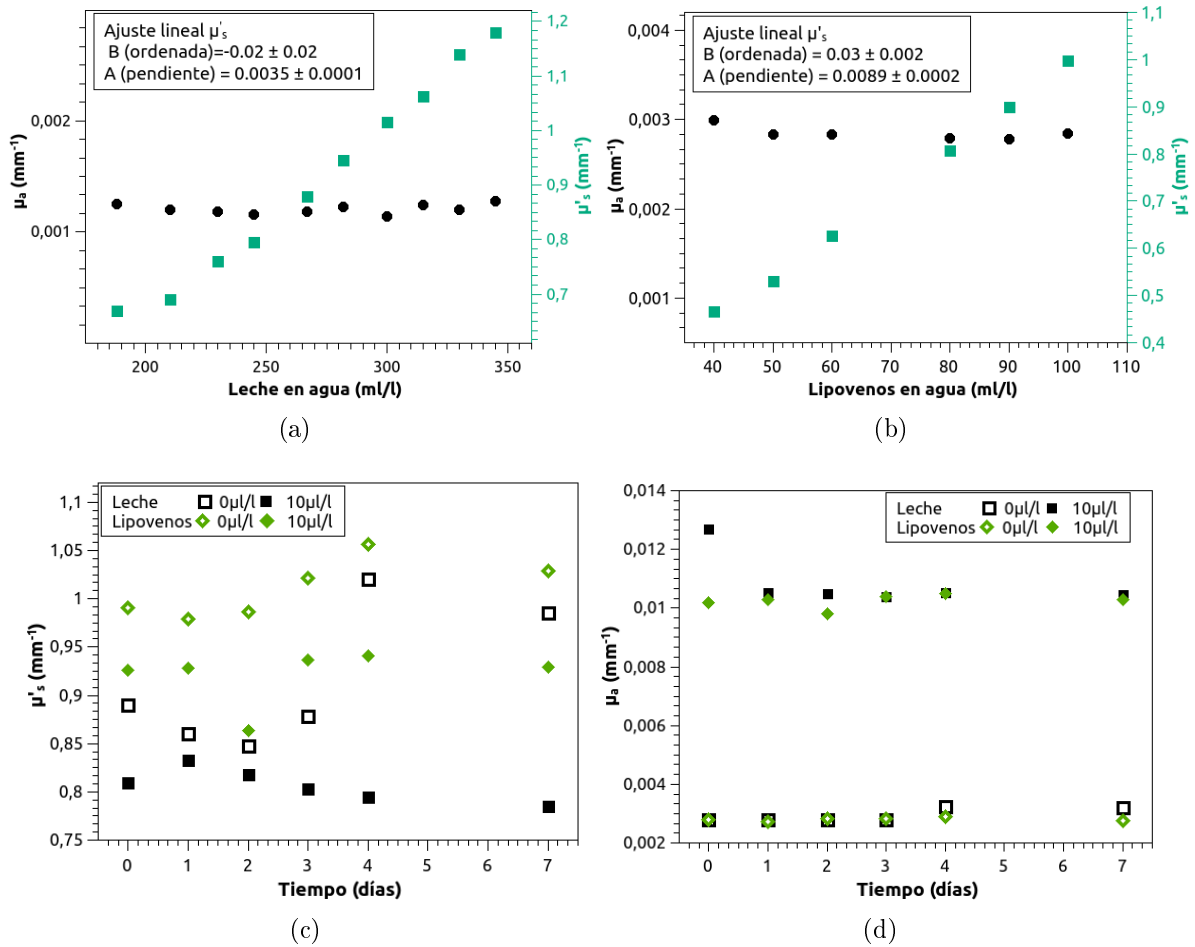 Ajuste lineal µ's
B (ordenada)=-0.02 ± 0.02
A (pendiente) = 0.0035 ± 0.0001
0,002
0,001
µa (mm-1)
1,2
1,1
1
0,9
0,8
0,7
µ's (mm-1)
200 250 300 350
Leche en agua (ml/l)
(a)
Ajuste lineal µ's
B (ordenada) = 0.03 ± 0.002
A (pendiente) = 0.0089 ± 0.0002
0,004
0,003
0,002
0,001
µa (mm-1)
1,1
1
0,9
0,8
0,7
0,6
0,5
0,4
µ's (mm-1)
40 50 60 70 80 90 100 110
Lipovenos en agua (ml/l)
(b)
Leche 0µl/l 10µl/l
Lipovenos 0µl/l 10µl/l
1,1
1,05
1
0,95
0,9
0,85
0,8
0,75
µ's (mm-1)
0 1 2 3 4 5 6 7
Tiempo (días)
(c)
Leche 0µl/l 10µl/l
Lipovenos 0µl/l 10µl/l
0,014
0,012
0,01
0,008
0,006
0,004
0,002
µa (mm-1)
0 1 2 3 4 5 6 7
Tiempo (días)
(d)